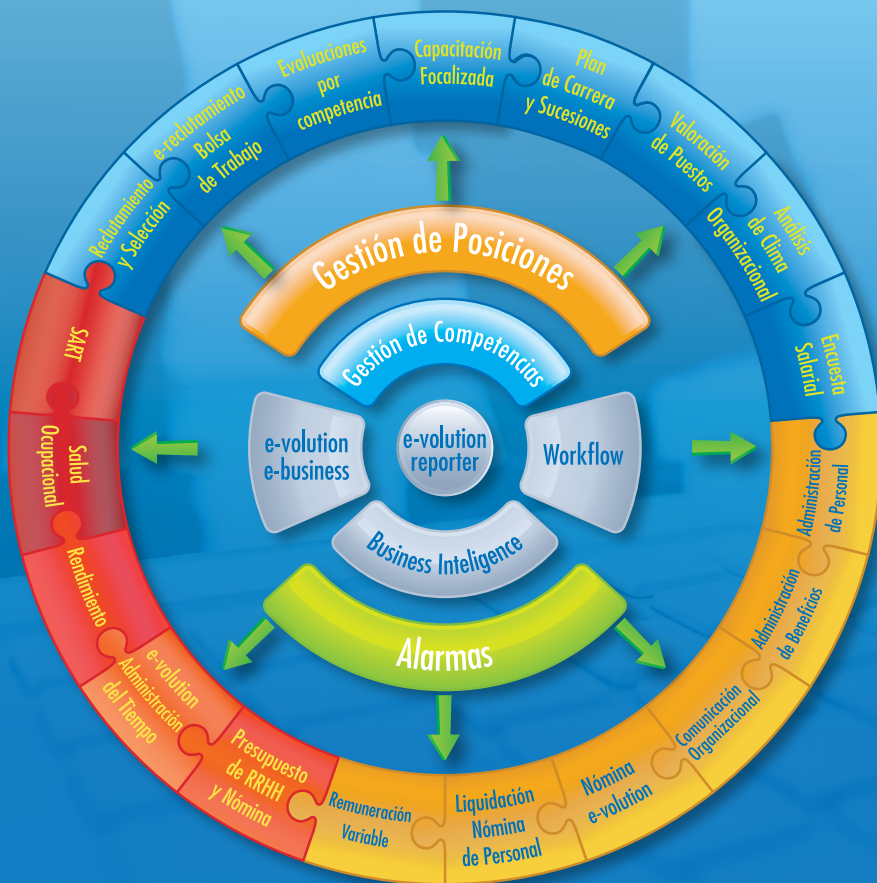 Reclutamiento
y Selección
e-reclutamiento
Bolsa
de Trabajo
Evaluaciones
por
competencia
Capacitación
Focalizada
Plan
de Carrera
y Sucesiones
Valoración
de Puestos
Análisis
de Clima
Organizacional
Encuesta
Salarial
Administración
de Personal
Administración
de Beneficios
Comunicación
Organizacional
Nómina
e-volution
Liquidación
Nómina
de Personal
Remuneración
Variable
Presupuesto
de RRHH
y Nómina
e-volution
Administración
del Tiempo
Rendimiento
Salud
Ocupacional
SART
Gestión de Posiciones
Gestión de Competencias
e-volution
e-business
e-volution
reporter
Workflow
Business Inteligence
Alarmas